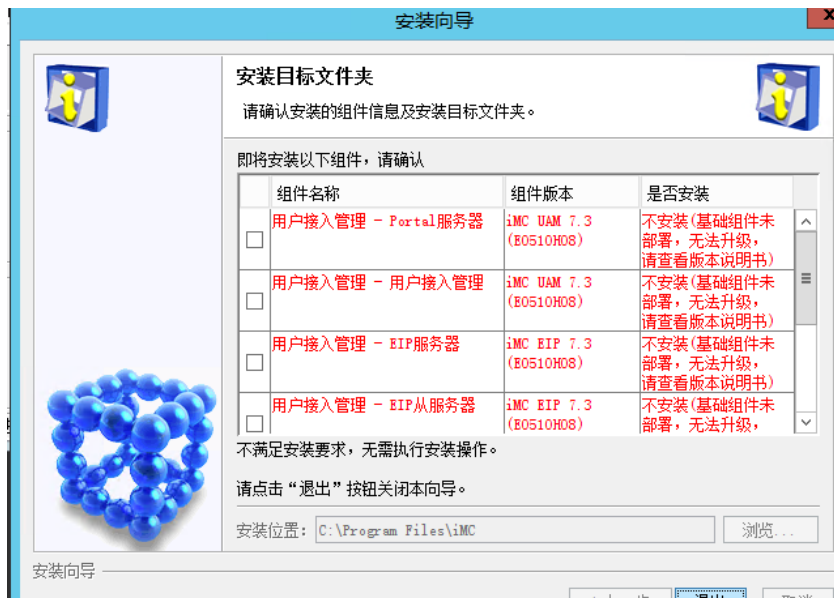 安装向导
安装目标文件夹
请确认安装的组件信息及安装目标文件夹。
即将安装以下组件，请确认
组件名称 组件版本 是否安装
用户接入管理 - Portal服务器 iMC UAM 7.3 不安装(基础组件未
(E0510H08) 部署，无法升级，
请查看版本说明书)
用户接入管理 - 用户接入管理 iMC UAM 7.3 不安装(基础组件未
(E0510H08) 部署，无法升级，
请查看版本说明书)
用户接入管理 - EIP服务器 iMC EIP 7.3 不安装(基础组件未
(E0510H08) 部署，无法升级，
请查看版本说明书)
用户接入管理 - EIP从服务器 iMC EIP 7.3 不安装(基础组件未
(E0510H08) 部署，无法升级，
不满足安装要求，无需执行安装操作。
请点击“退出”按钮关闭本向导。
安装位置： C:\Program Files\iMC 浏览...
安装向导
退出 取消